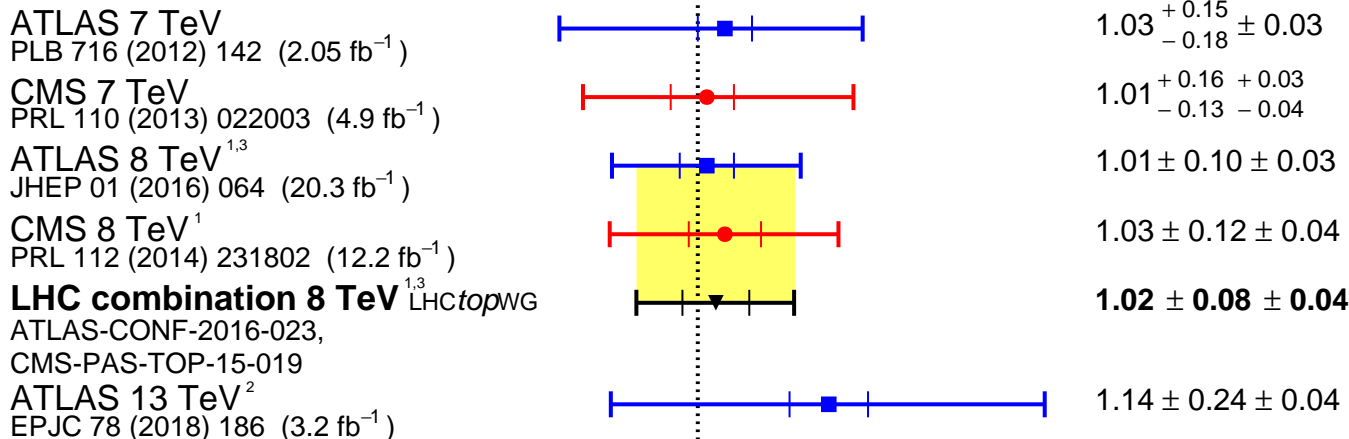 ATLAS 7 TeV 1.03 + 0.15 − 0.18 ± 0.03
PLB 716 (2012) 142 (2.05 fb⁻¹)
CMS 7 TeV 1.01 + 0.16 + 0.03 − 0.13 − 0.04
PRL 110 (2013) 022003 (4.9 fb⁻¹)
ATLAS 8 TeV ¹,³ 1.01 ± 0.10 ± 0.03
JHEP 01 (2016) 064 (20.3 fb⁻¹)
CMS 8 TeV ¹ 1.03 ± 0.12 ± 0.04
PRL 112 (2014) 231802 (12.2 fb⁻¹)
LHC combination 8 TeV ¹,³ LHCtopWG 1.02 ± 0.08 ± 0.04
ATLAS-CONF-2016-023,
CMS-PAS-TOP-15-019
ATLAS 13 TeV ² 1.14 ± 0.24 ± 0.04
EPJC 78 (2018) 186 (3.2 fb⁻¹)